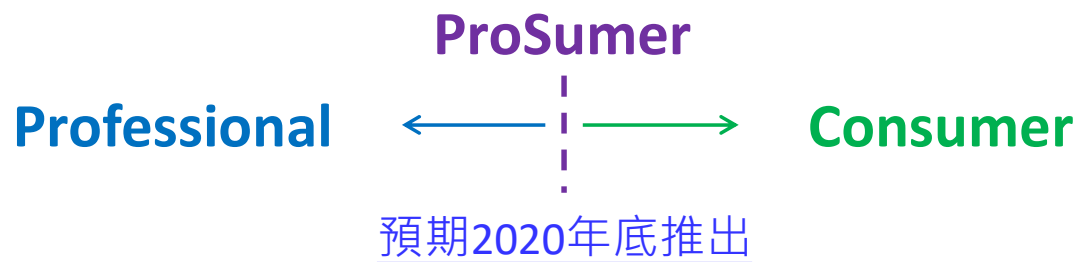 ProSumer
Professional
Consumer
預期2020年底推出